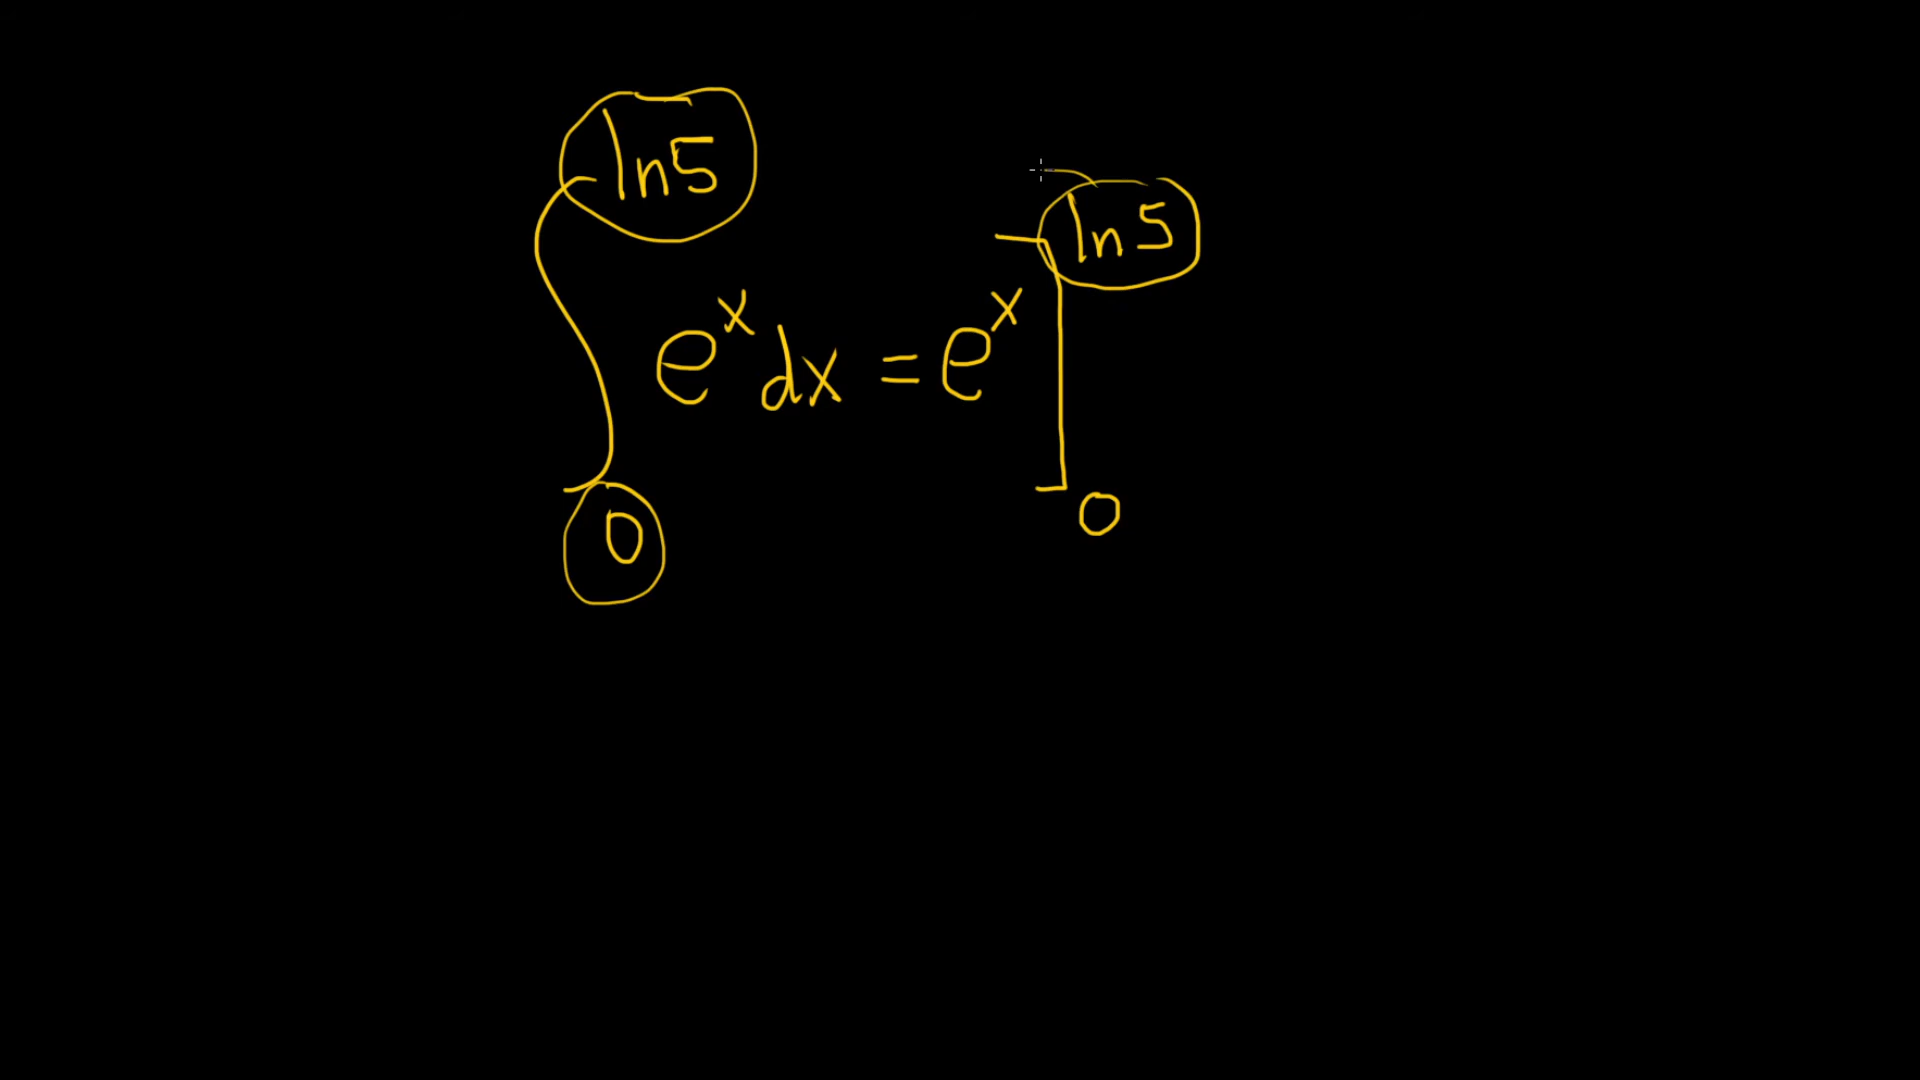 ln5
ln5
e^x dx = e^x
0
0